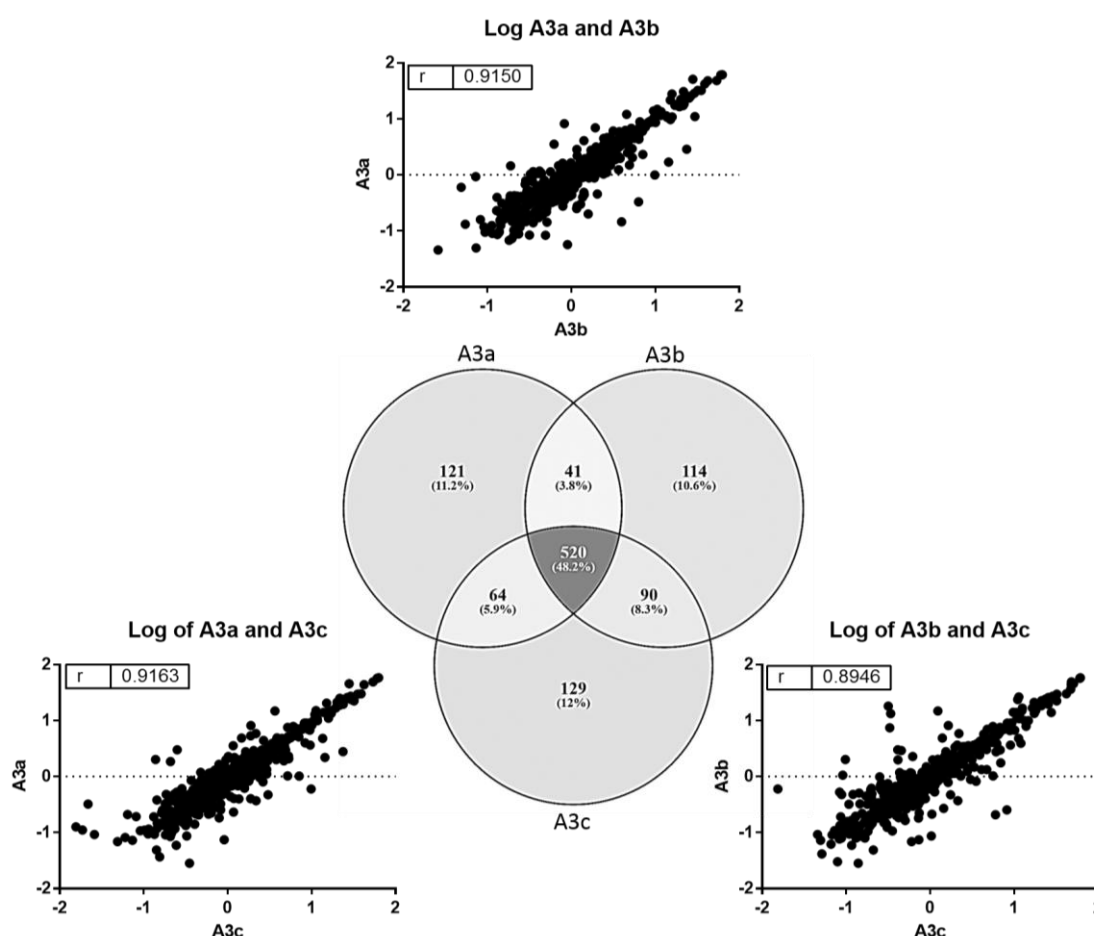 Log A3a and A3b
r 0.9150
2
1
0
-1
-2
A3a
-2 -1 0 1 2
A3b
A3a A3b
121 41 114
(11.2%) (3.8%) (10.6%)
520
(48.2%)
64 90
(5.9%) (8.3%)
129
(12%)
A3c
Log of A3a and A3c
r 0.9163
2
1
0
-1
-2
A3a
-2 -1 0 1 2
A3c
Log of A3b and A3c
r 0.8946
2
1
0
-1
-2
A3b
-2 -1 0 1 2
A3c